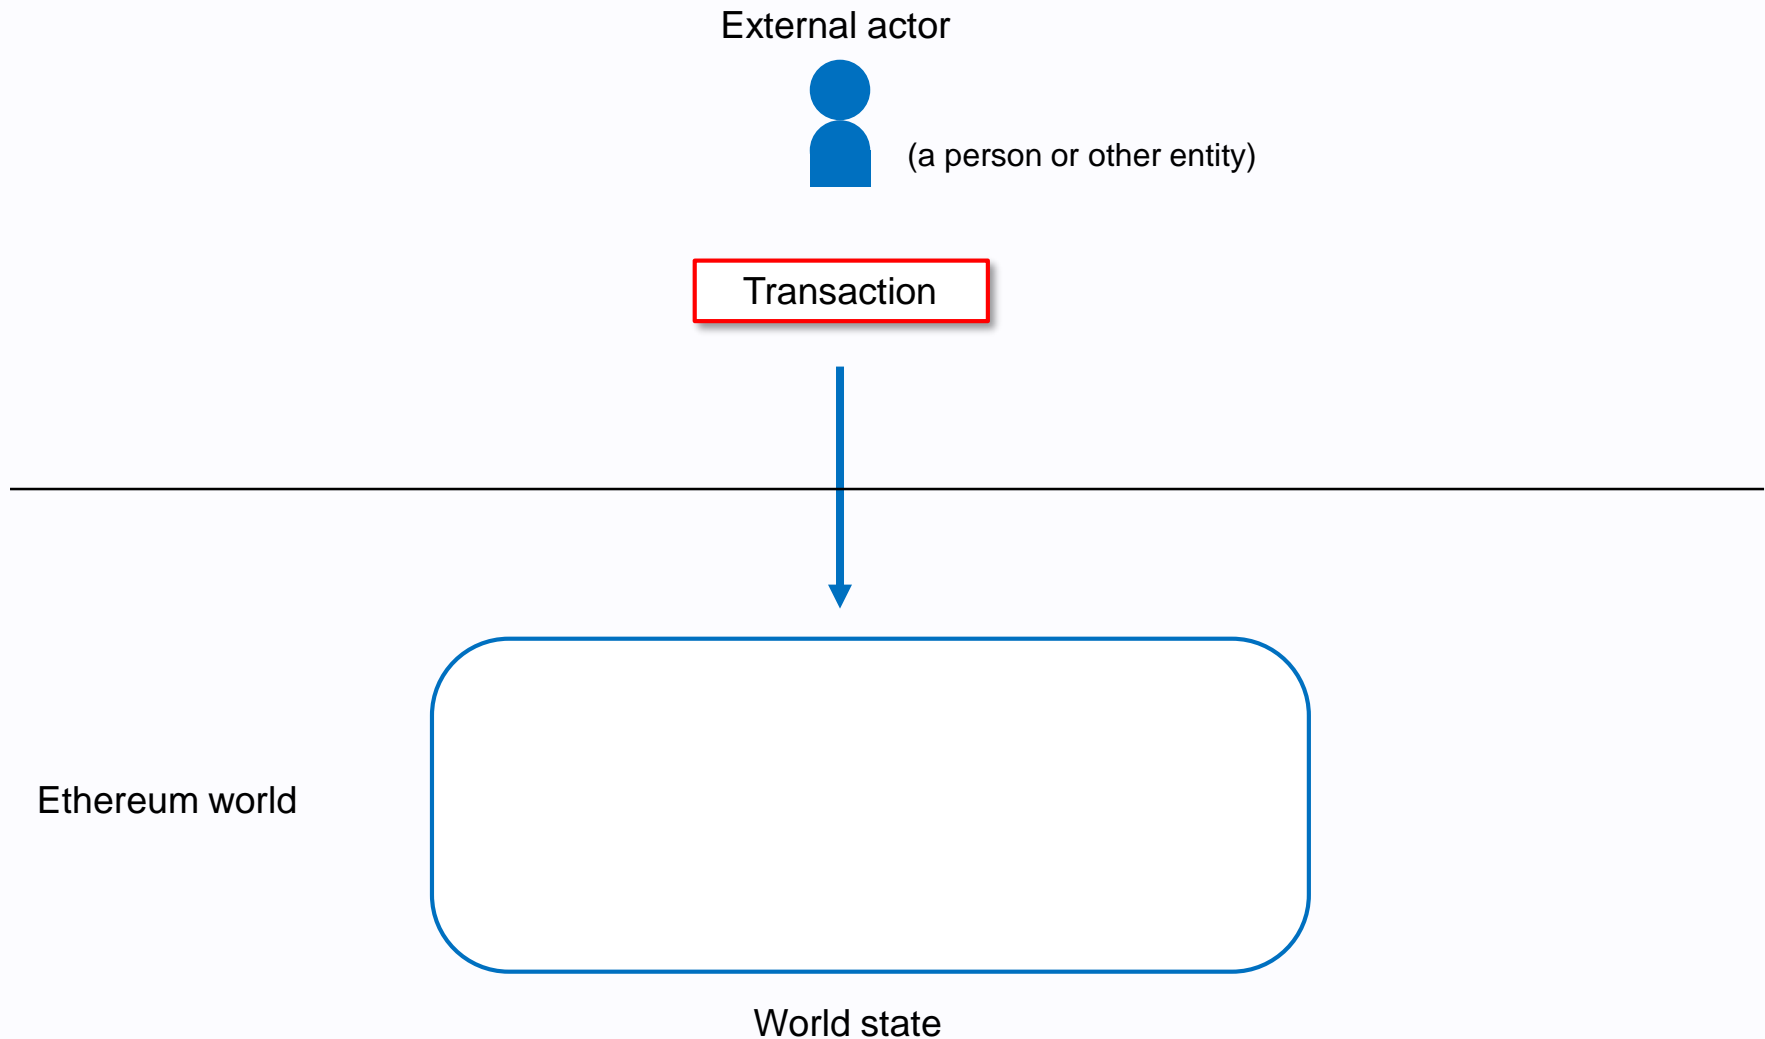 External actor
(a person or other entity)
Transaction
Ethereum world
World state